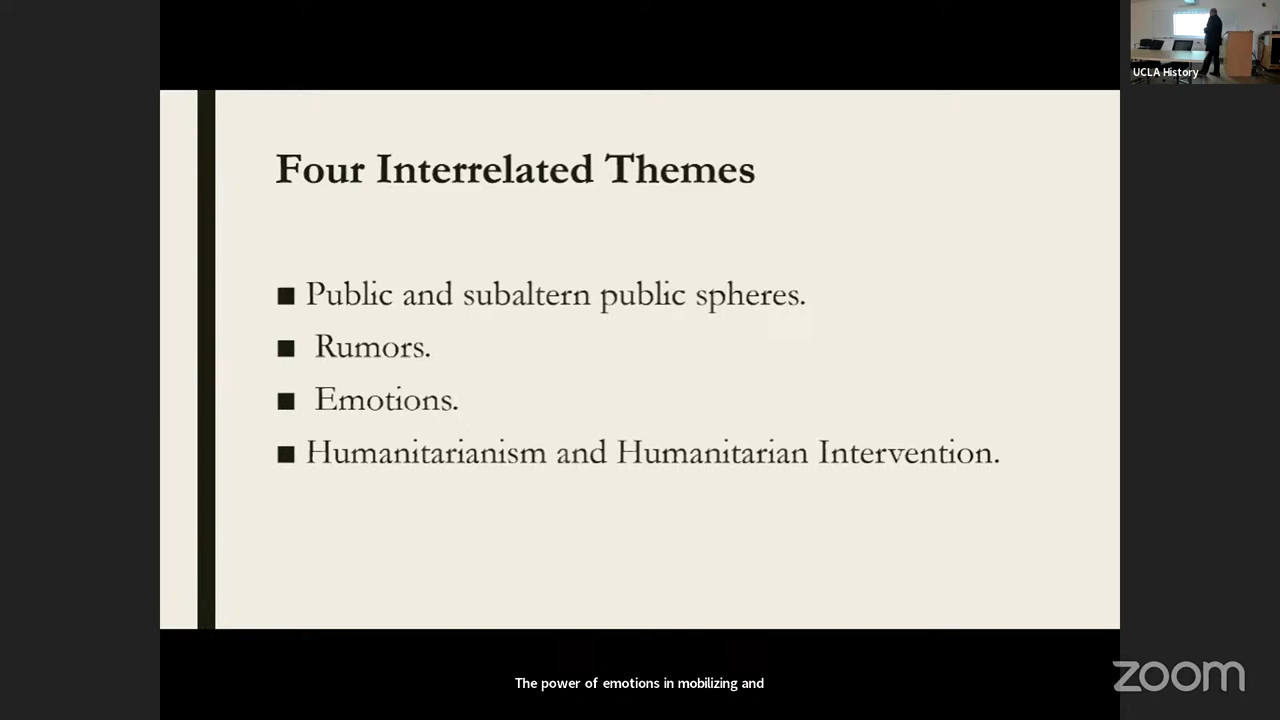 UCLA History
Four Interrelated Themes
■ Public and subaltern public spheres.
■ Rumors.
■ Emotions.
■ Humanitarianism and Humanitarian Intervention.
The power of emotions in mobilizing and
zoom